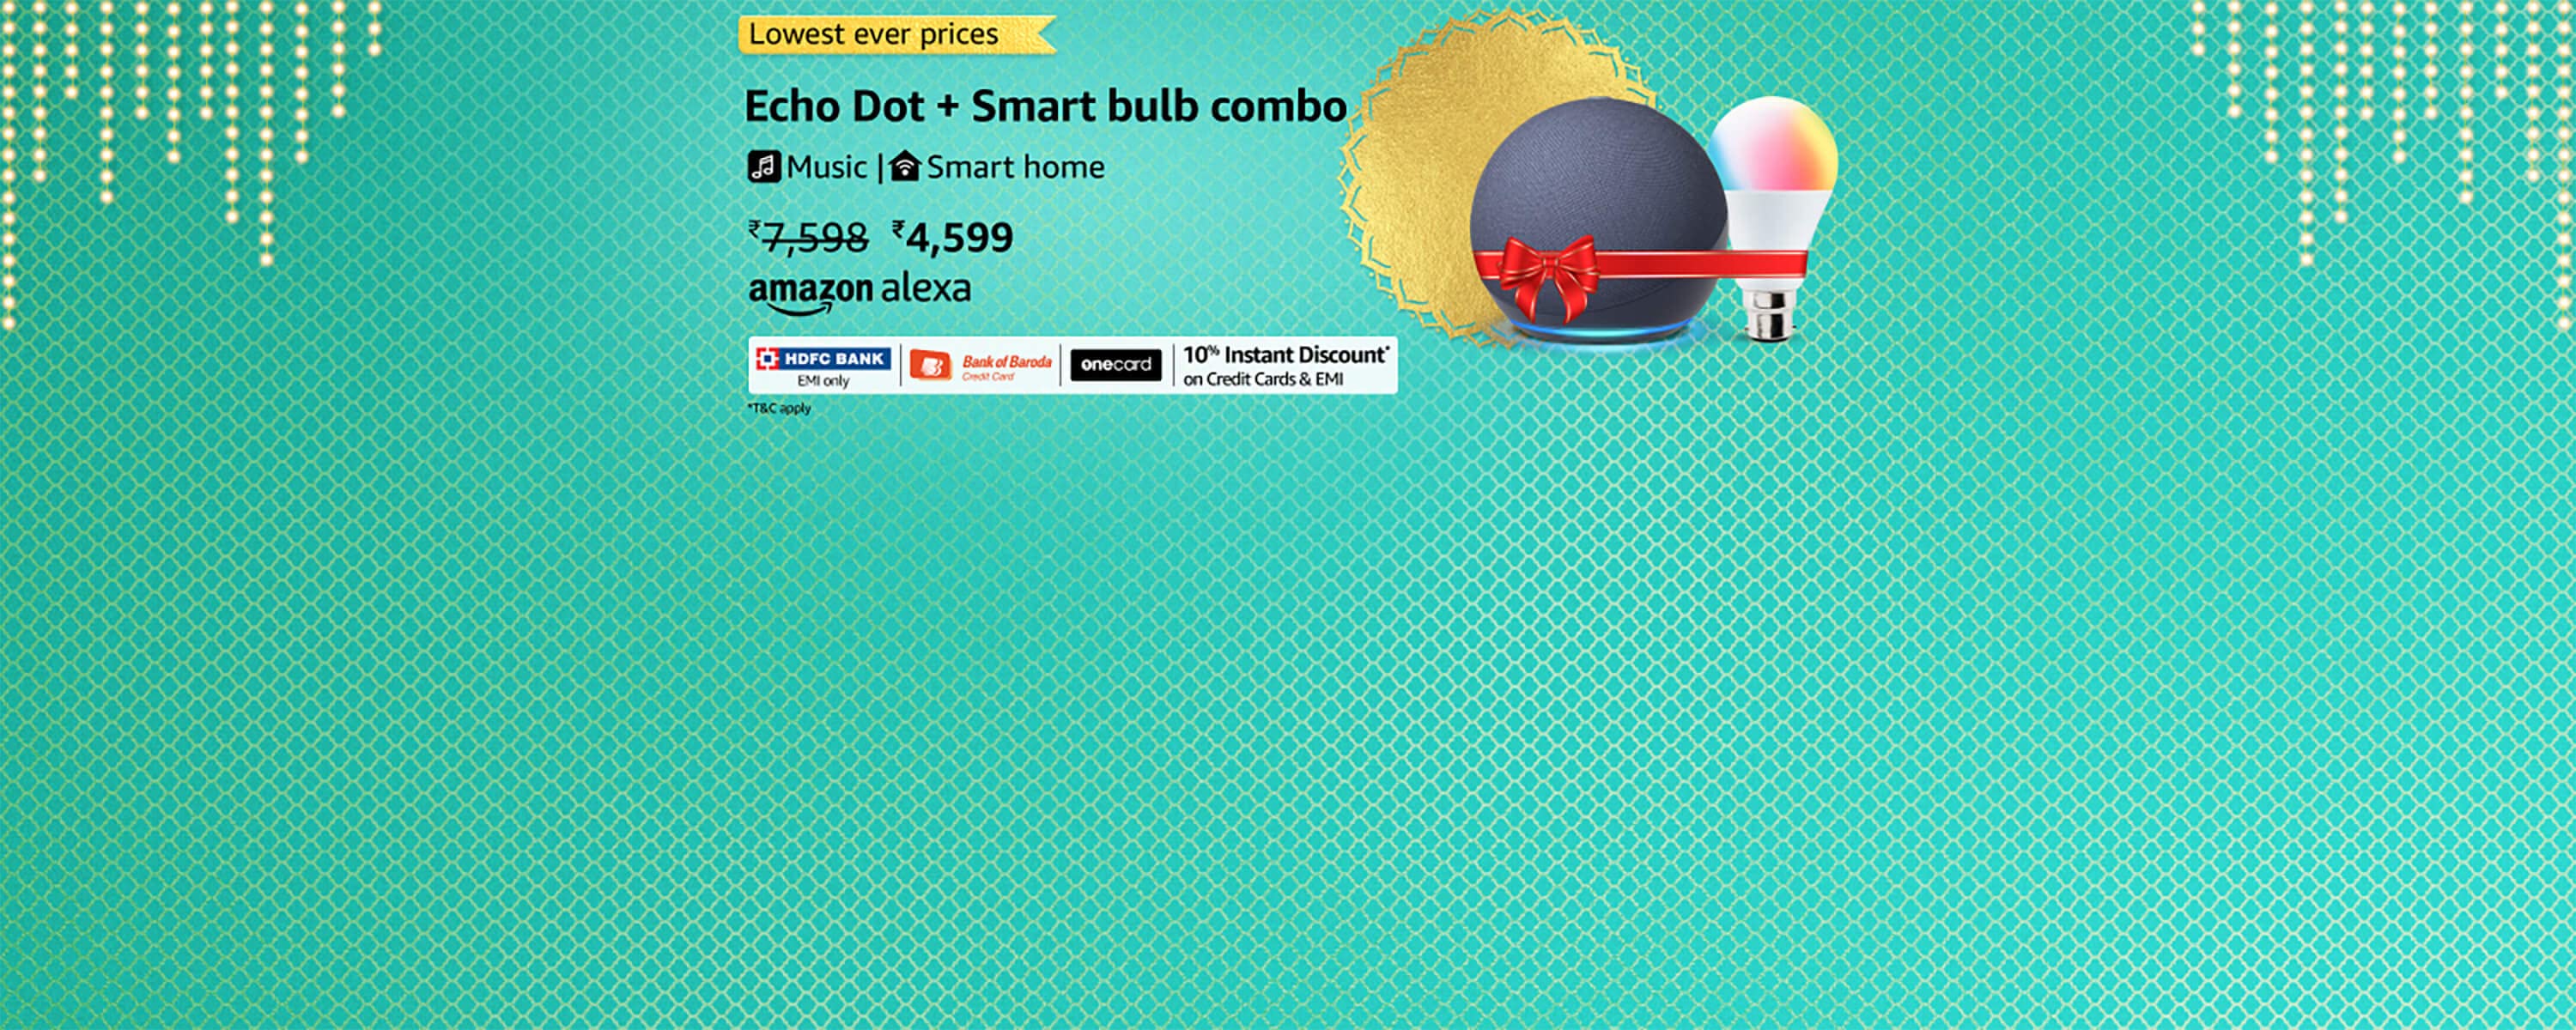 Lowest ever prices
Echo Dot + Smart bulb combo
Music | Smart home
₹7,598 ₹4,599
amazon alexa
HDFC BANK
EMI only
Bank of Baroda
Credit Card
onecard
10% Instant Discount*
on Credit Cards & EMI
*T&C apply